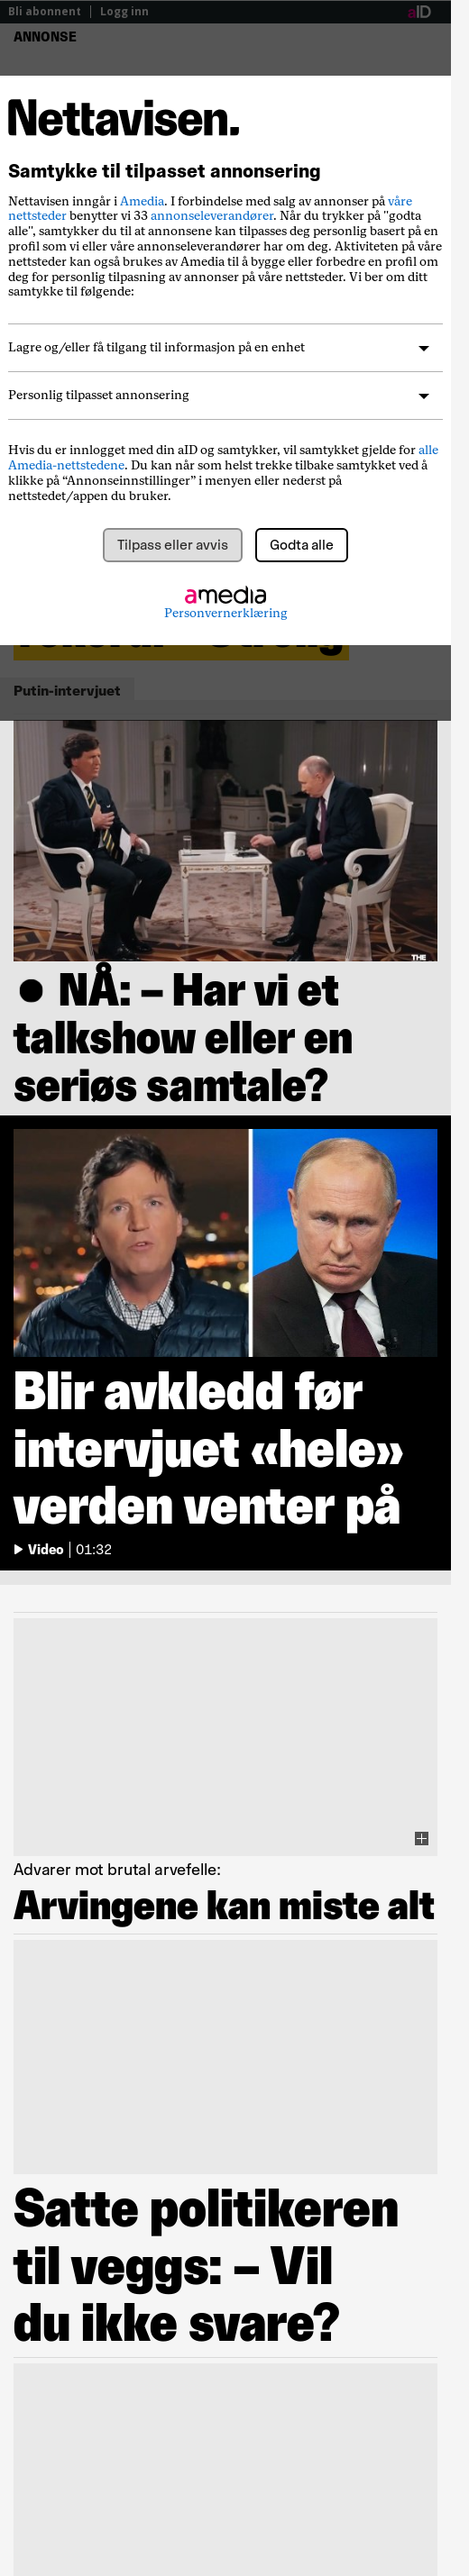 Bli abonnent | Logg inn
aID
ANNONSE
Nettavisen.
Samtykke til tilpasset annonsering
Nettavisen inngår i Amedia. I forbindelse med salg av annonser på våre
nettsteder benytter vi 33 annonseleverandører. Når du trykker på "godta
alle", samtykker du til at annonsene kan tilpasses deg personlig basert på en
profil som vi eller våre annonseleverandører har om deg. Aktiviteten på våre
nettsteder kan også brukes av Amedia til å bygge eller forbedre en profil om
deg for personlig tilpasning av annonser på våre nettsteder. Vi ber om ditt
samtykke til følgende:
Lagre og/eller få tilgang til informasjon på en enhet
Personlig tilpasset annonsering
Hvis du er innlogget med din aID og samtykker, vil samtykket gjelde for alle
Amedia-nettstedene. Du kan når som helst trekke tilbake samtykket ved å
klikke på “Annonseinnstillinger” i menyen eller nederst på
nettstedet/appen du bruker.
Tilpass eller avvis
Godta alle
amedia
Personvernerklæring
Putin-intervjuet
THE
● NÅ: – Har vi et
talkshow eller en
seriøs samtale?
Blir avkledd før
intervjuet «hele»
verden venter på
Video | 01:32
Advarer mot brutal arvefelle:
Arvingene kan miste alt
Satte politikeren
til veggs: – Vil
du ikke svare?